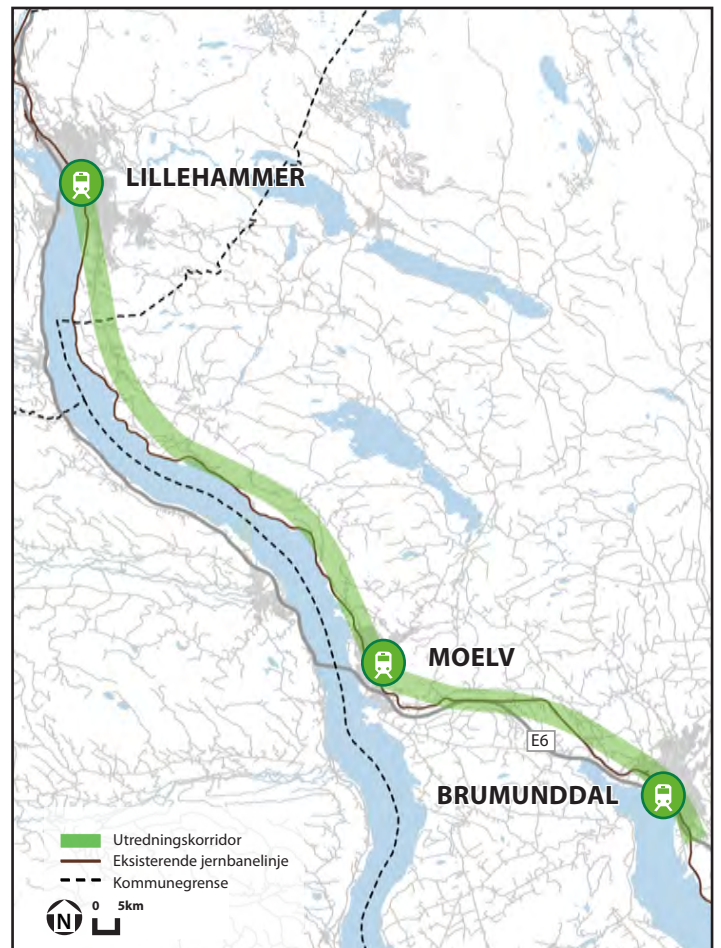 LILLEHAMMER
MOELV
E6
BRUMUNDDAL
Utredningskorridor
Eksisterende jernbanelinje
Kommunegrense
N
0 5km